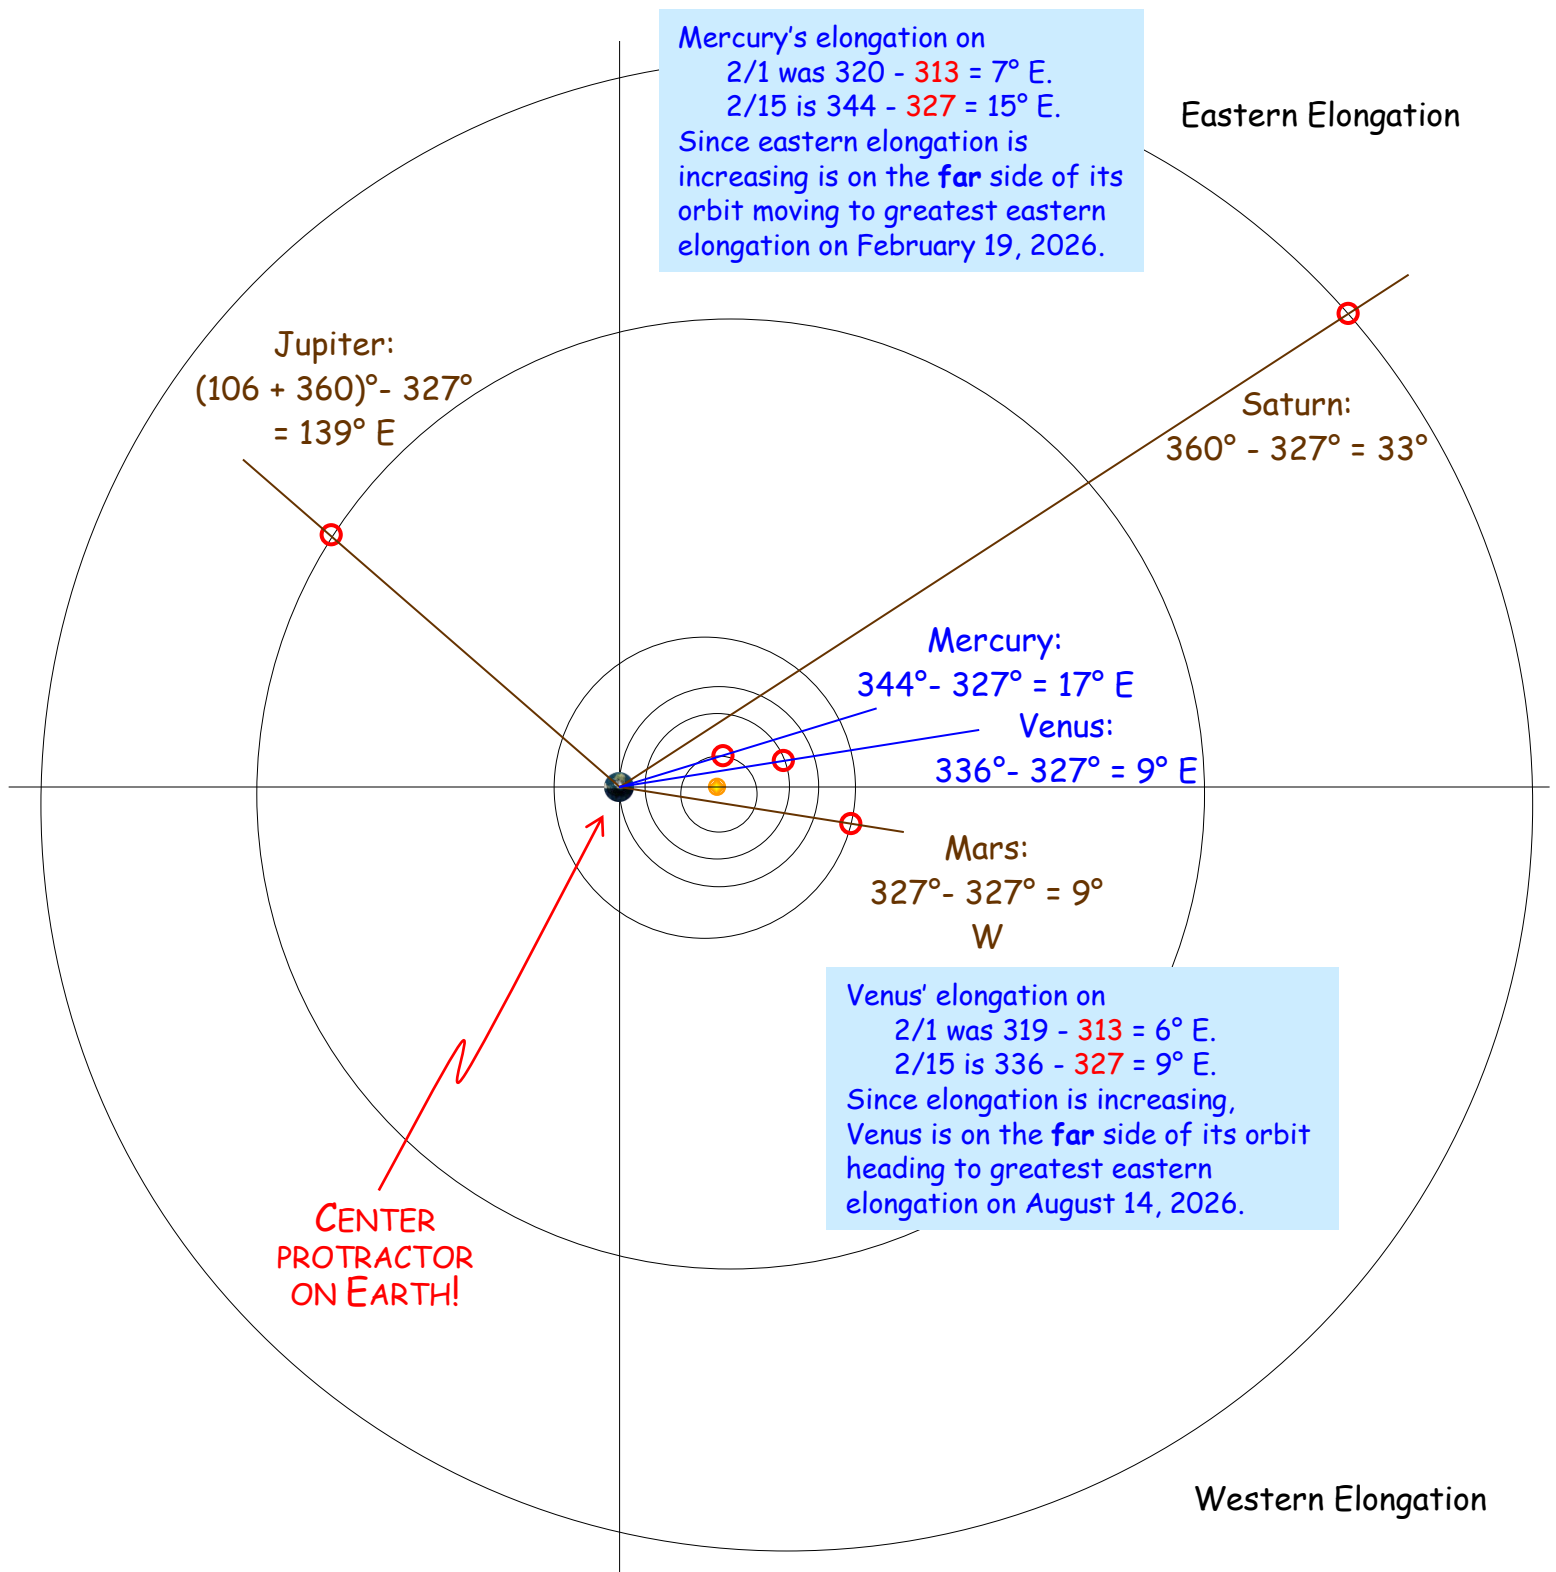 Mercury's elongation on
2/1 was 320 - 313 = 7° E.
2/15 is 344 - 327 = 15° E.
Since eastern elongation is
increasing is on the far side of its
orbit moving to greatest eastern
elongation on February 19, 2026.
Eastern Elongation
Jupiter:
(106 + 360)°- 327°
= 139° E
Saturn:
360° - 327° = 33°
Mercury:
344°- 327° = 17° E
Venus:
336°- 327° = 9° E
Mars:
327°- 327° = 9°
W
Venus' elongation on
2/1 was 319 - 313 = 6° E.
2/15 is 336 - 327 = 9° E.
Since elongation is increasing,
Venus is on the far side of its orbit
heading to greatest eastern
elongation on August 14, 2026.
CENTER
PROTRACTOR
ON EARTH!
Western Elongation